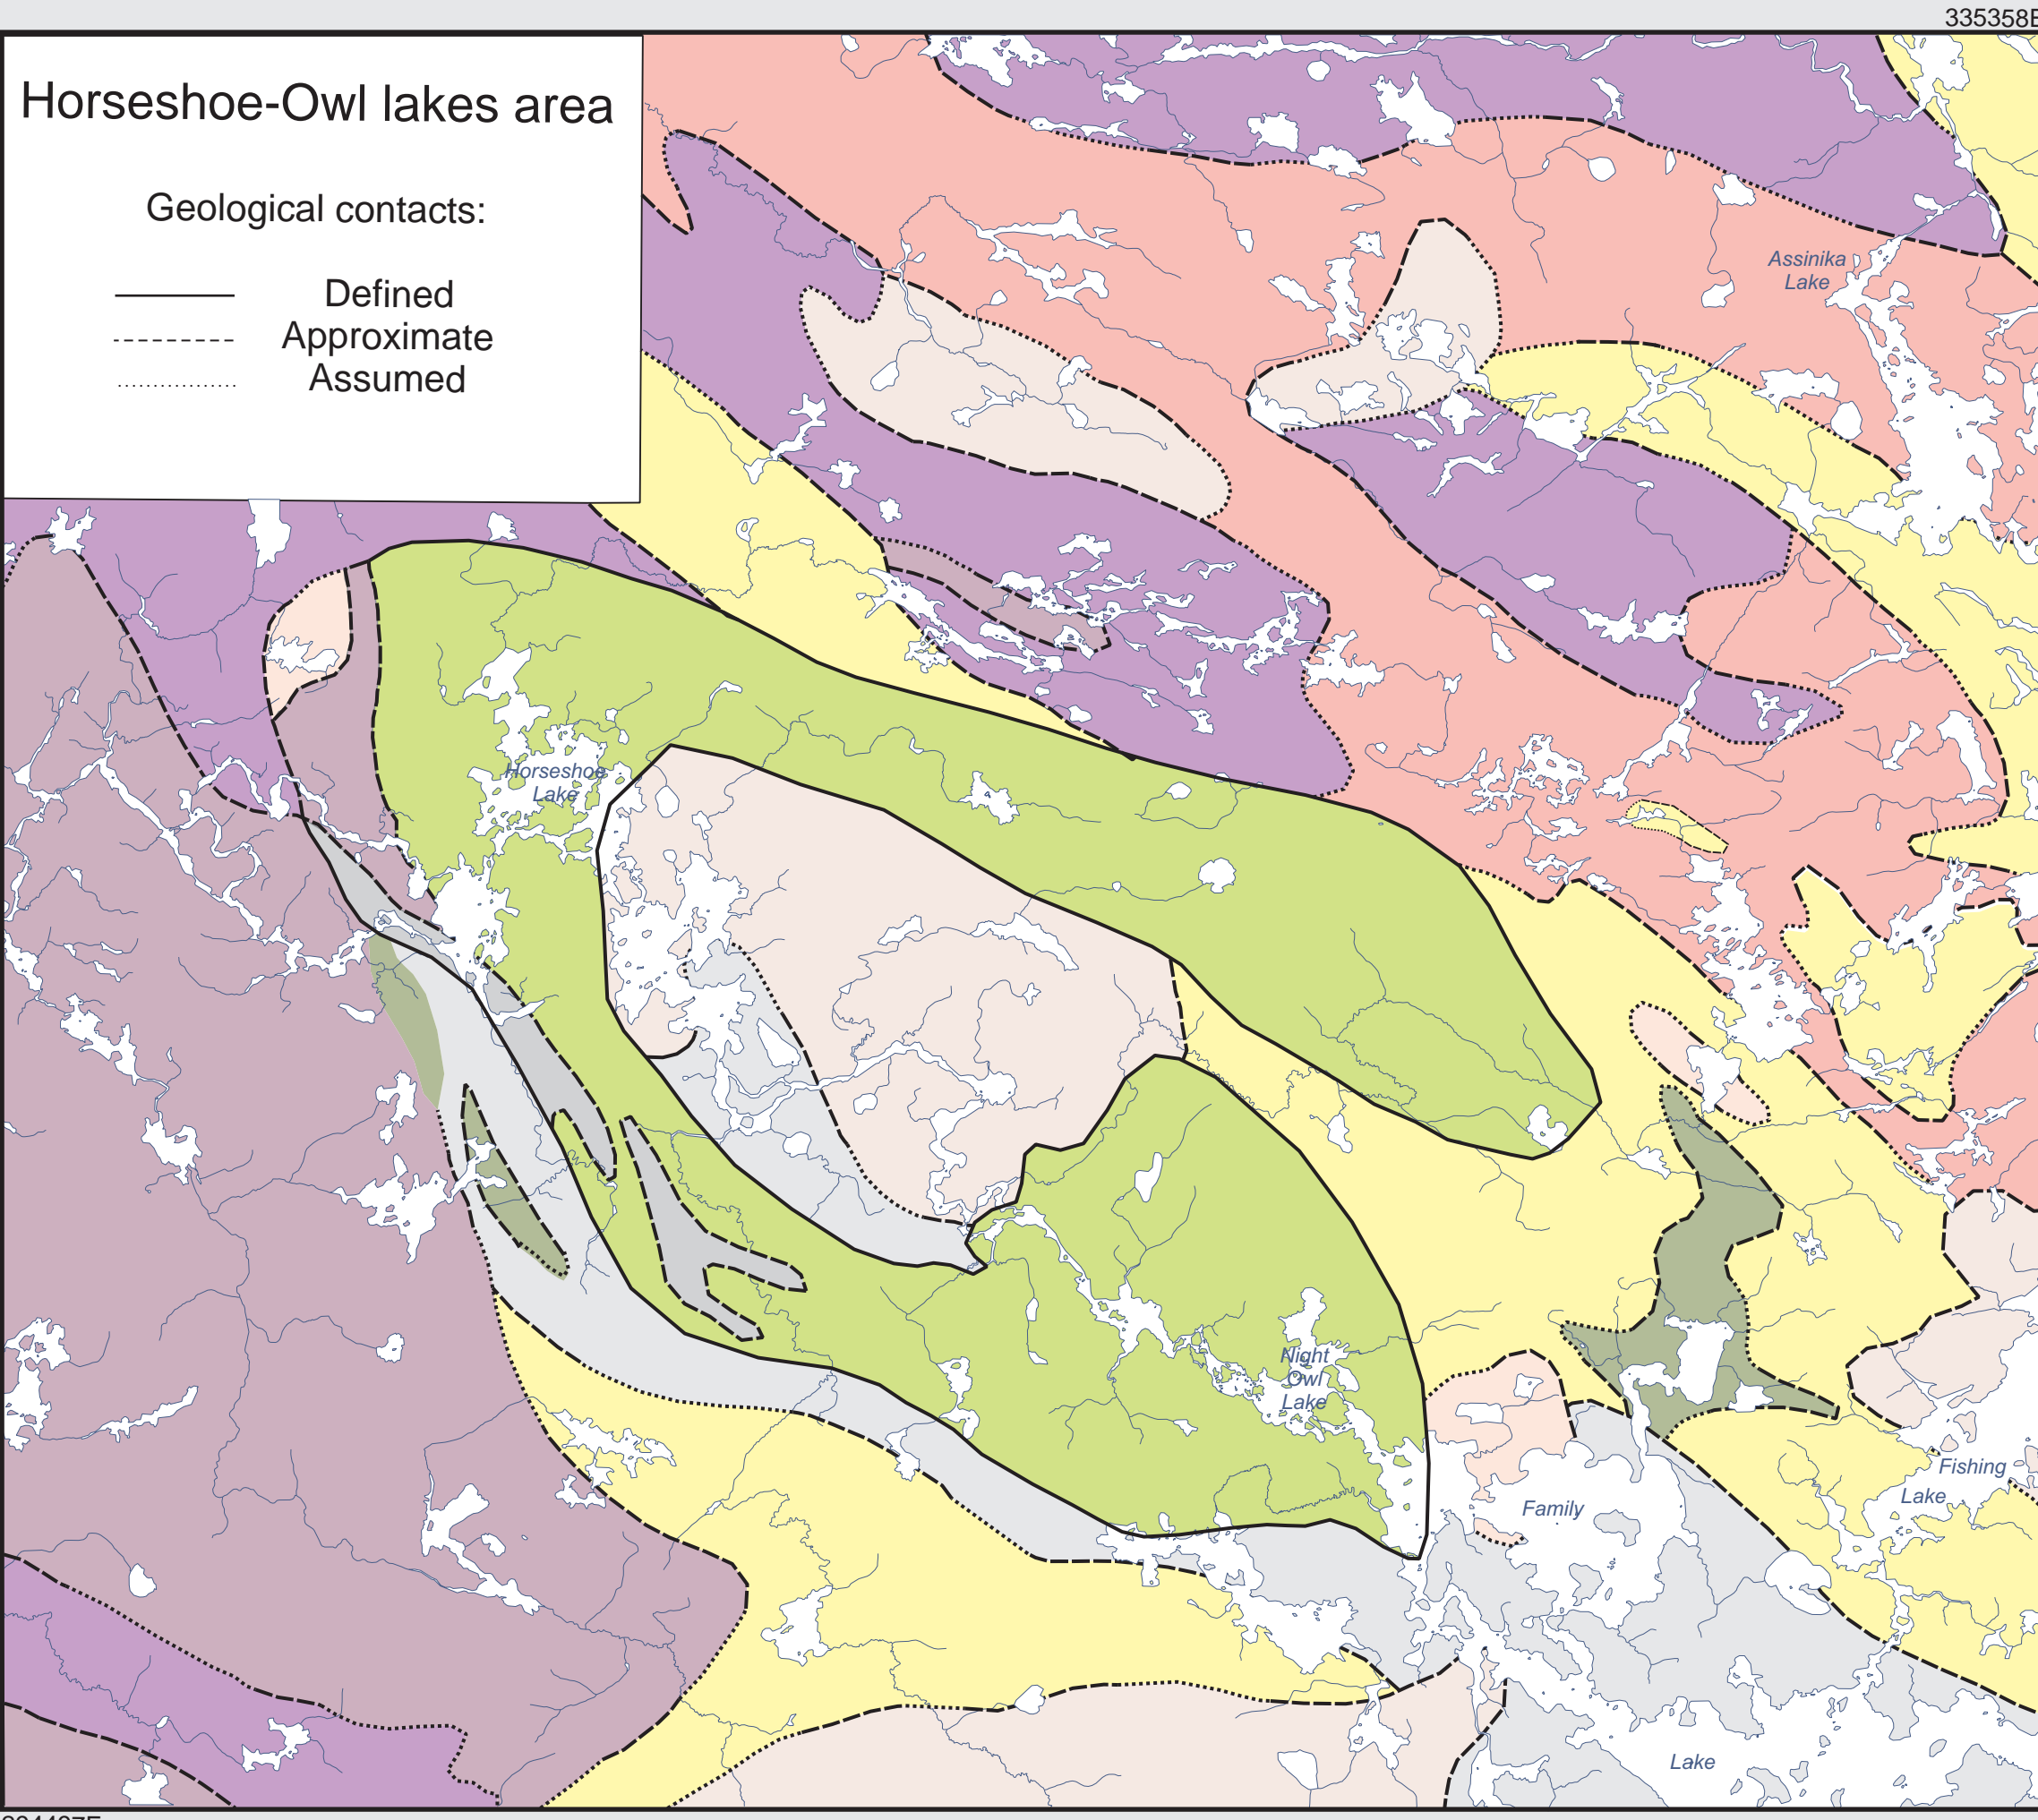 335358E
Horseshoe-Owl lakes area
Geological contacts:
Defined
Approximate
Assumed
Assinika
Lake
Horseshoe
Lake
Night
Owl
Lake
Fishing
Lake
Family
Lake